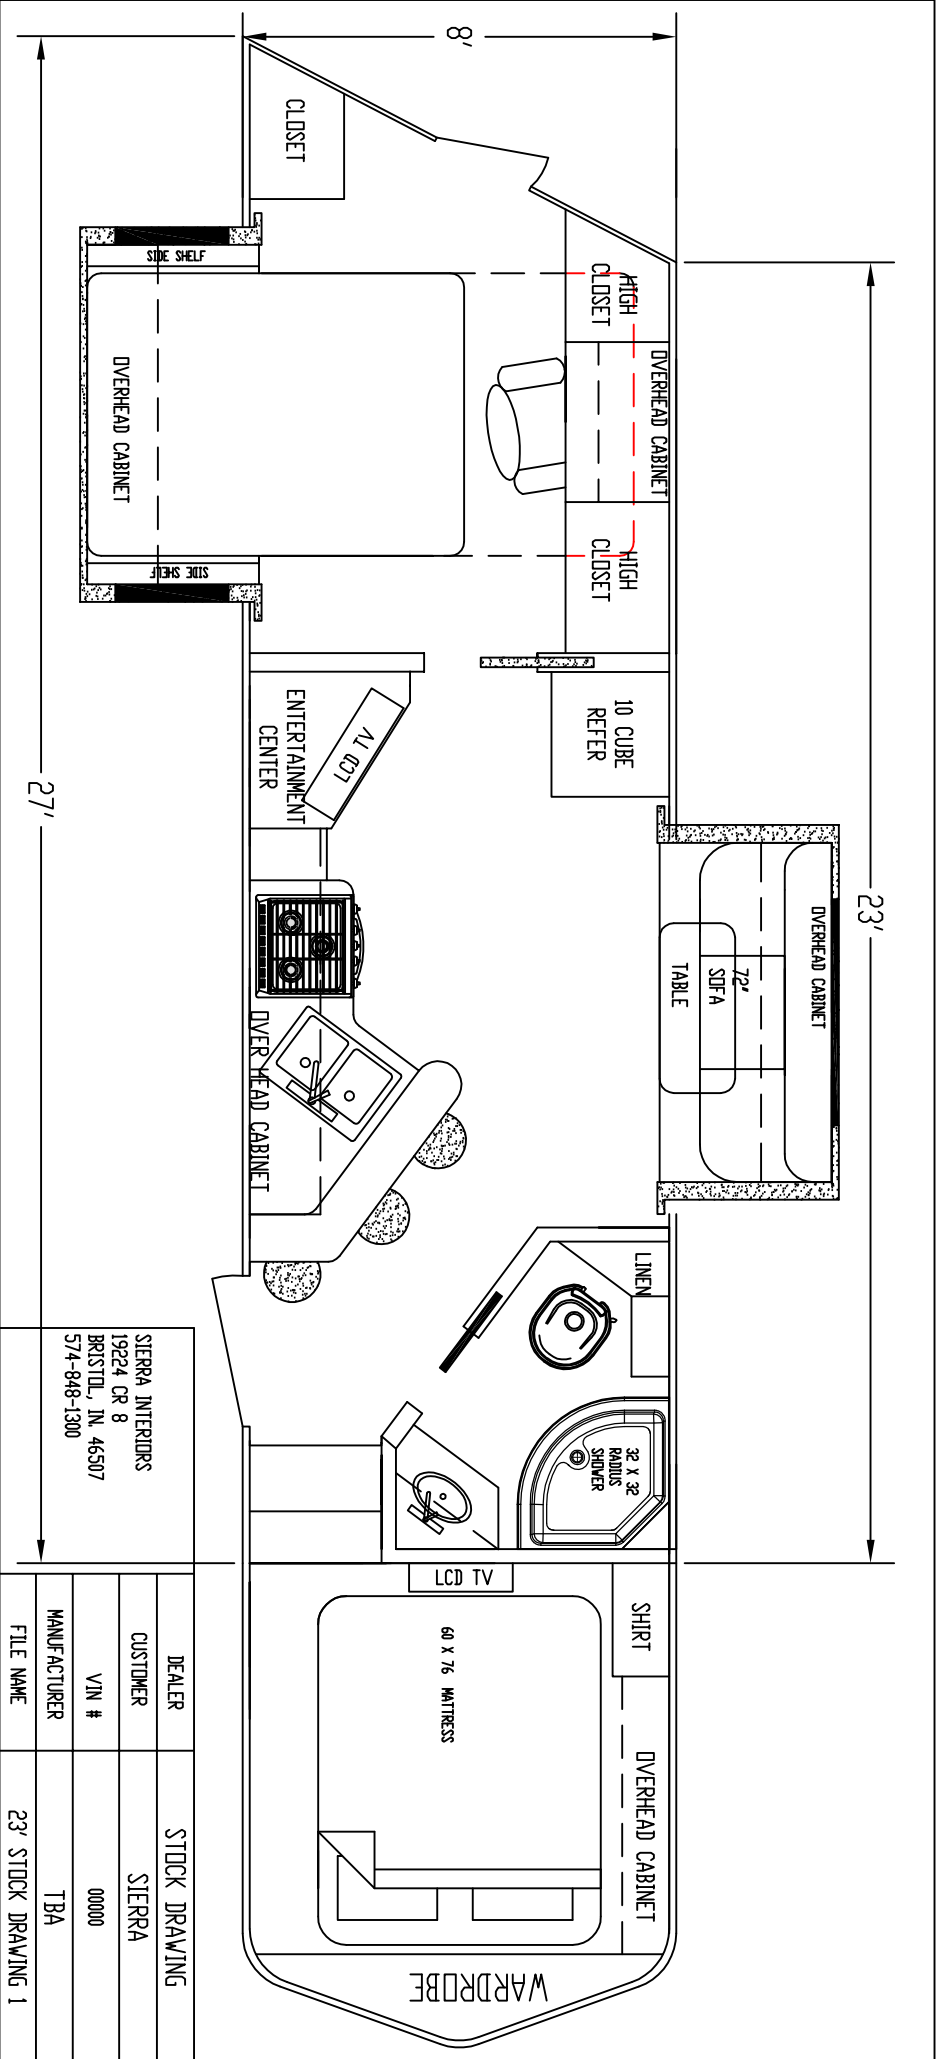 8'
23'
27'
CLOSET
SIDE SHELF
OVERHEAD CABINET
SIDE SHELF
HIGH
CLOSET
OVERHEAD CABINET
HIGH
CLOSET
10 CUBE
REFER
ENTERTAINMENT
CENTER
LCD TV
OVERHEAD CABINET
72"
SOFA
TABLE
OVER HEAD CABINET
LINEN
32 X 32
RADIUS
SHOWER
LCD TV
SHIRT
60 X 76 MATTRESS
OVERHEAD CABINET
WARDROBE
SIERRA INTERIORS
19224 CR 8
BRISTOL, IN. 46507
574-848-1300
DEALER STOCK DRAWING
CUSTOMER SIERRA
VIN # 00000
MANUFACTURER TBA
FILE NAME 23' STOCK DRAWING 1